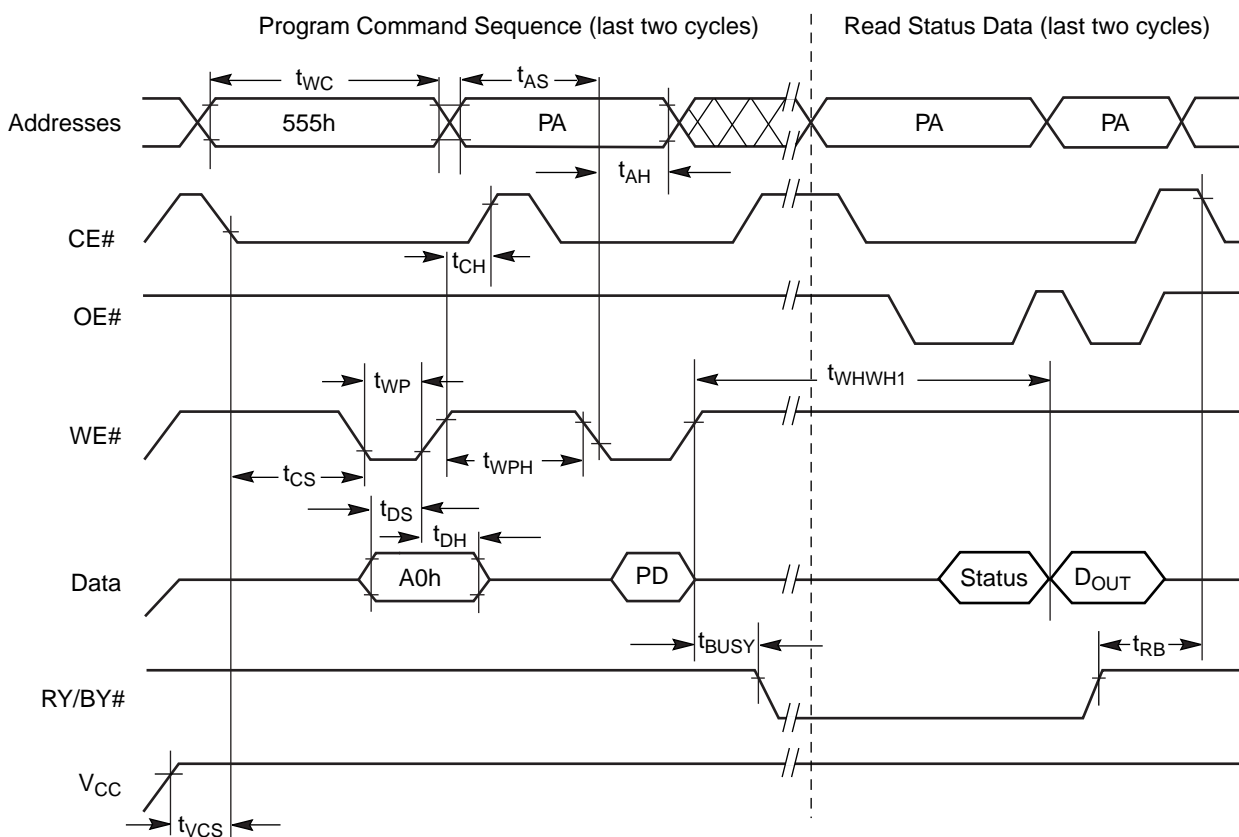 Program Command Sequence (last two cycles)
Read Status Data (last two cycles)
tWC
tAS
Addresses
555h
PA
PA
PA
tAH
CE#
tCH
OE#
tWP
tWHWH1
WE#
tCS
tWPH
tDS
tDH
Data
A0h
PD
Status
DOUT
tBUSY
tRB
RY/BY#
VCC
tVCS